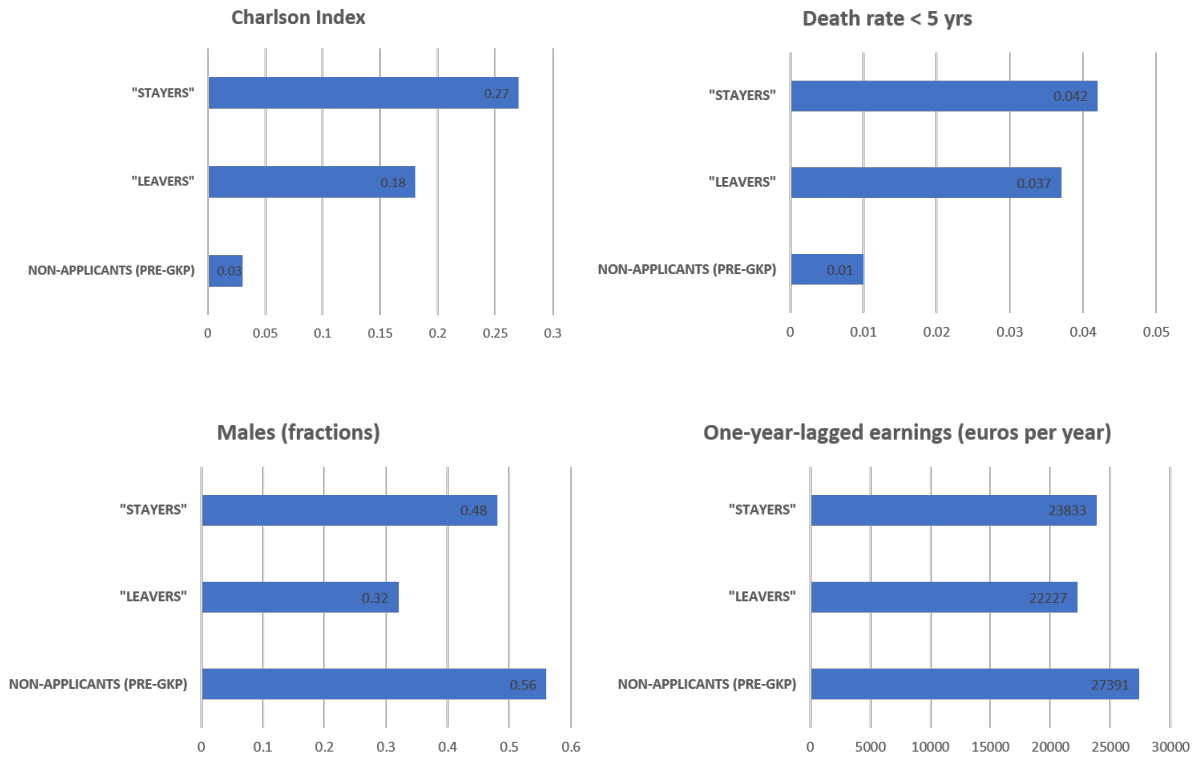 Charlson Index
"STAYERS"
0.27
"LEAVERS"
0.18
NON-APPLICANTS (PRE-GKP)
0.03
0 0.05 0.1 0.15 0.2 0.25 0.3
Death rate < 5 yrs
"STAYERS"
0.042
"LEAVERS"
0.037
NON-APPLICANTS (PRE-GKP)
0.01
0 0.01 0.02 0.03 0.04 0.05
Males (fractions)
"STAYERS"
0.48
"LEAVERS"
0.32
NON-APPLICANTS (PRE-GKP)
0.56
0 0.1 0.2 0.3 0.4 0.5 0.6
One-year-lagged earnings (euros per year)
"STAYERS"
23833
"LEAVERS"
22227
NON-APPLICANTS (PRE-GKP)
27391
0 5000 10000 15000 20000 25000 30000